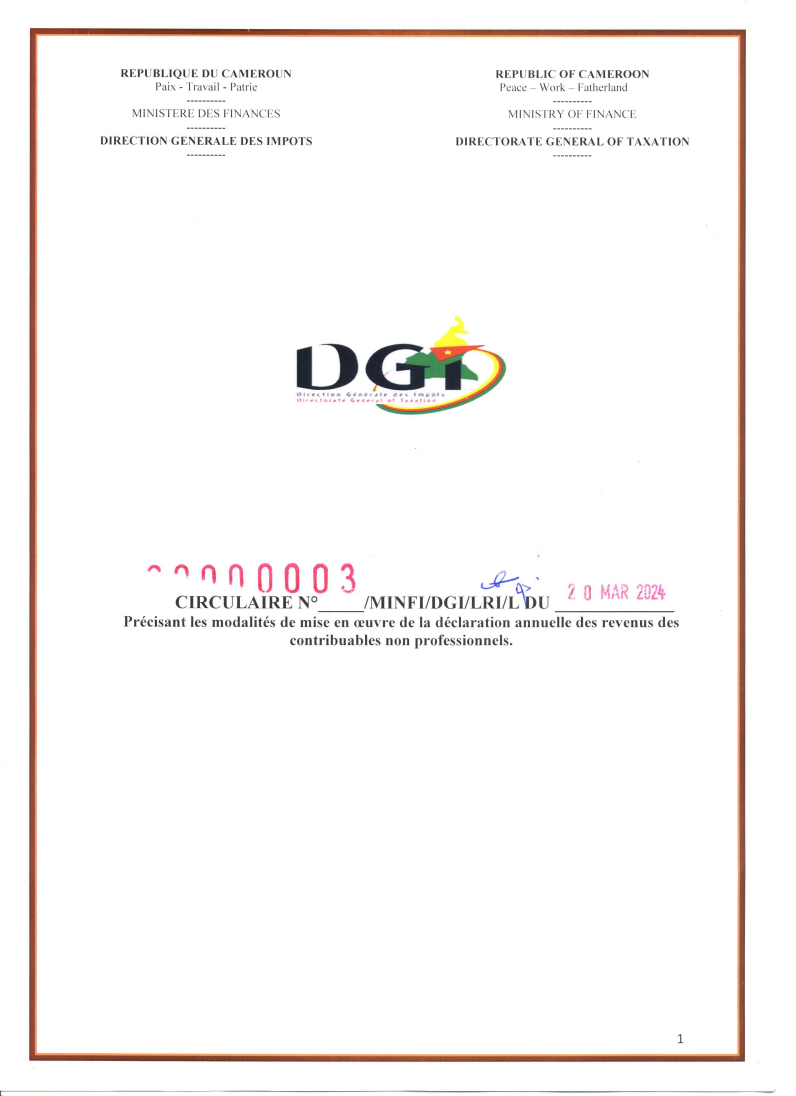 REPUBLIQUE DU CAMEROUN
Paix - Travail - Patrie
----------
MINISTERE DES FINANCES
----------
DIRECTION GENERALE DES IMPOTS
----------
REPUBLIC OF CAMEROON
Peace – Work – Fatherland
----------
MINISTRY OF FINANCE
----------
DIRECTORATE GENERAL OF TAXATION
----------
DGI
Direction Générale des Impots
Directorate General of Taxation
00000003
CIRCULAIRE N°_____/MINFI/DGI/LRI/L DU _____________
20 MAR 2024
Précisant les modalités de mise en œuvre de la déclaration annuelle des revenus des
contribuables non professionnels.
1